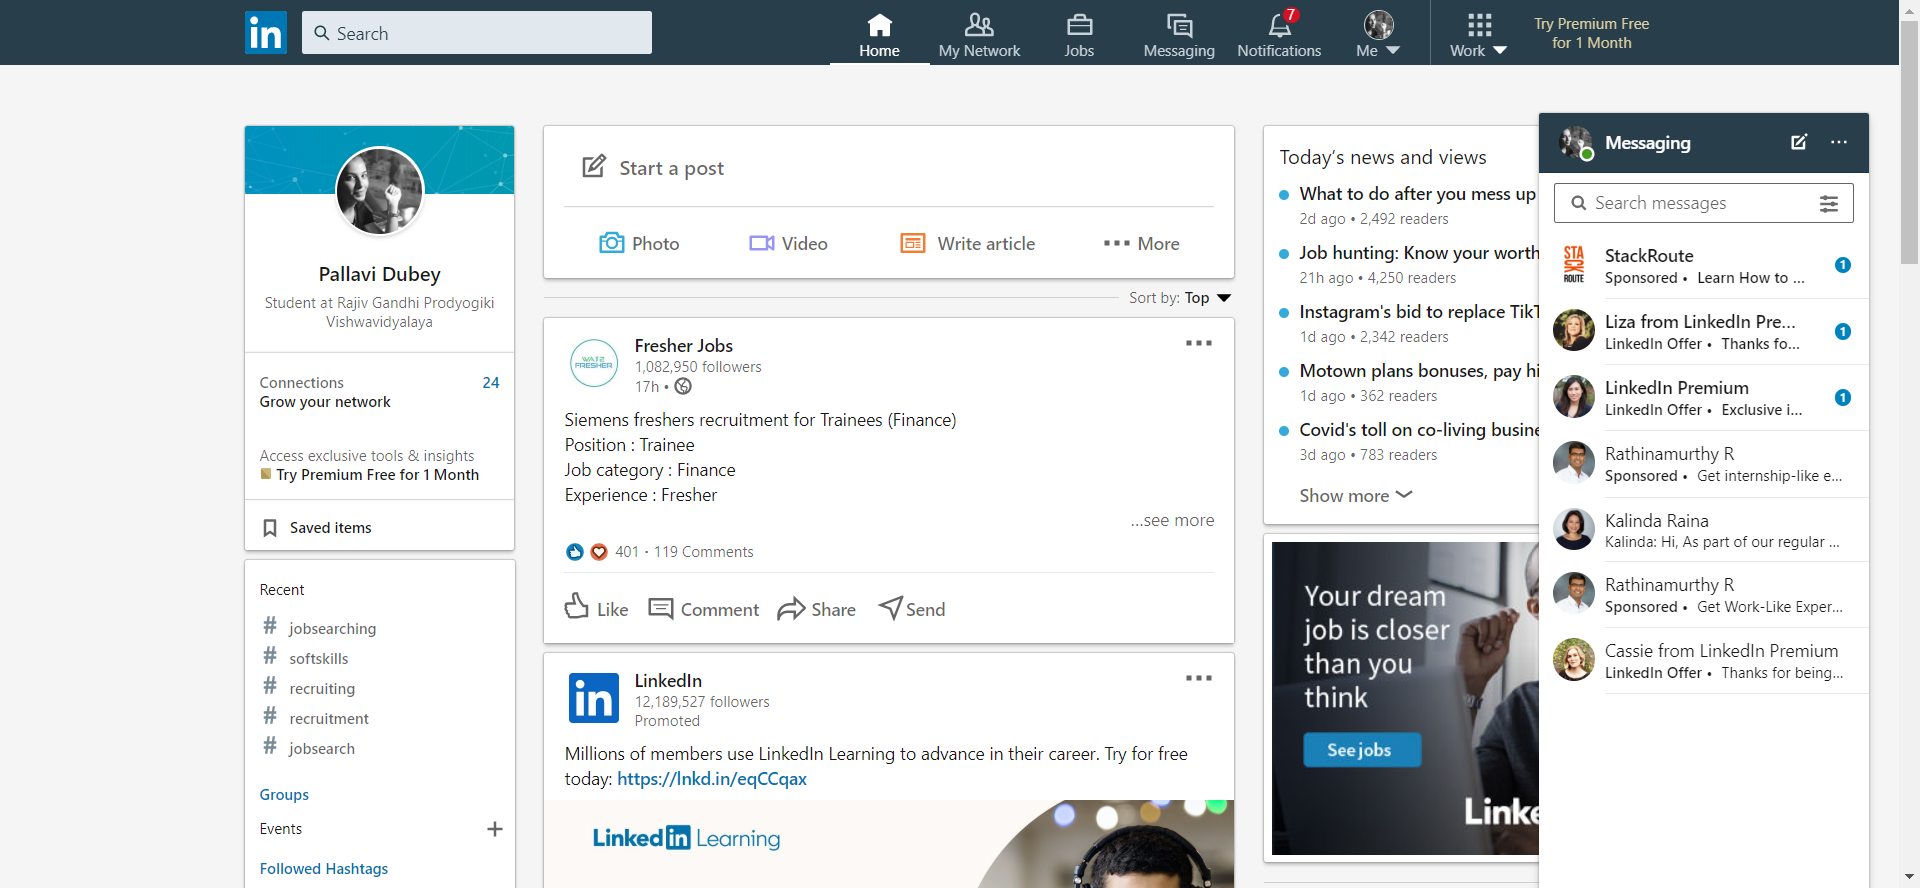 in
Search
Home
My Network
Jobs
Messaging
7
Notifications
Me
Work
Try Premium Free
for 1 Month
Pallavi Dubey
Student at Rajiv Gandhi Prodyogiki
Vishwavidyalaya
Connections 24
Grow your network
Access exclusive tools & insights
Try Premium Free for 1 Month
Saved items
Recent
# jobsearching
# softskills
# recruiting
# recruitment
# jobsearch
Groups
Events
Followed Hashtags
Start a post
Photo
Video
Write article
More
Sort by: Top
WATS
FRESHER
Fresher Jobs
1,082,950 followers
17h •
Siemens freshers recruitment for Trainees (Finance)
Position : Trainee
Job category : Finance
Experience : Fresher
...see more
401 · 119 Comments
Like
Comment
Share
Send
in
LinkedIn
12,189,527 followers
Promoted
Millions of members use LinkedIn Learning to advance in their career. Try for free
today: https://lnkd.in/eqCCqax
Linkedin Learning
Today’s news and views
What to do after you mess up
2d ago • 2,492 readers
Job hunting: Know your worth
21h ago • 4,250 readers
Instagram's bid to replace TikT
1d ago • 2,342 readers
Motown plans bonuses, pay hi
1d ago • 362 readers
Covid's toll on co-living busine
3d ago • 783 readers
Show more
Your dream
job is closer
than you
think
See jobs
Linke
Messaging
Search messages
STACKROUTE
StackRoute
Sponsored • Learn How to ...
1
Liza from LinkedIn Pre...
LinkedIn Offer • Thanks fo...
1
LinkedIn Premium
LinkedIn Offer • Exclusive i...
1
Rathinamurthy R
Sponsored • Get internship-like e...
Kalinda Raina
Kalinda: Hi, As part of our regular ...
Rathinamurthy R
Sponsored • Get Work-Like Exper...
Cassie from LinkedIn Premium
LinkedIn Offer • Thanks for being...